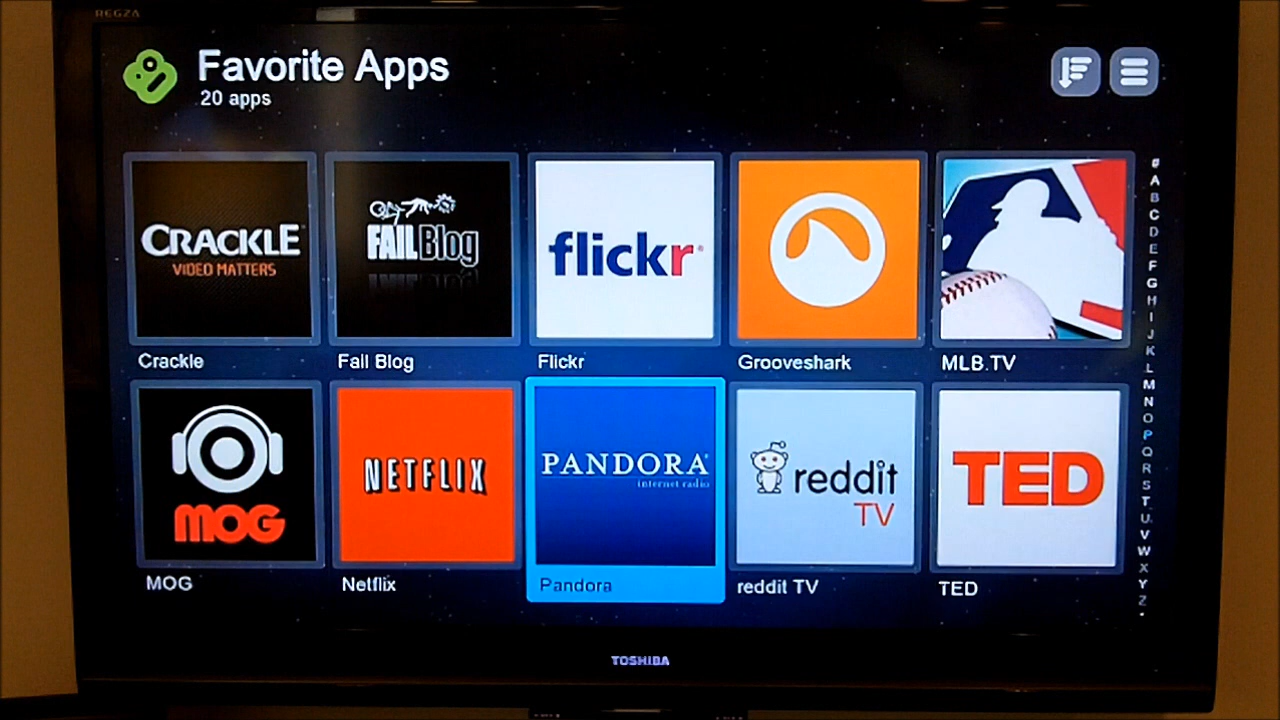 REGZA
Favorite Apps
20 apps
CRACKLE
VIDEO MATTERS
FAILBlog
flickr
Crackle
Fail Blog
Flickr
Grooveshark
MLB.TV
MOG
NETFLIX
PANDORA
internet radio
reddit
TV
TED
MOG
Netflix
Pandora
reddit TV
TED
#
A
B
C
D
E
F
G
H
I
J
K
L
M
N
O
P
Q
R
S
T
U
V
W
X
Y
Z
TOSHIBA